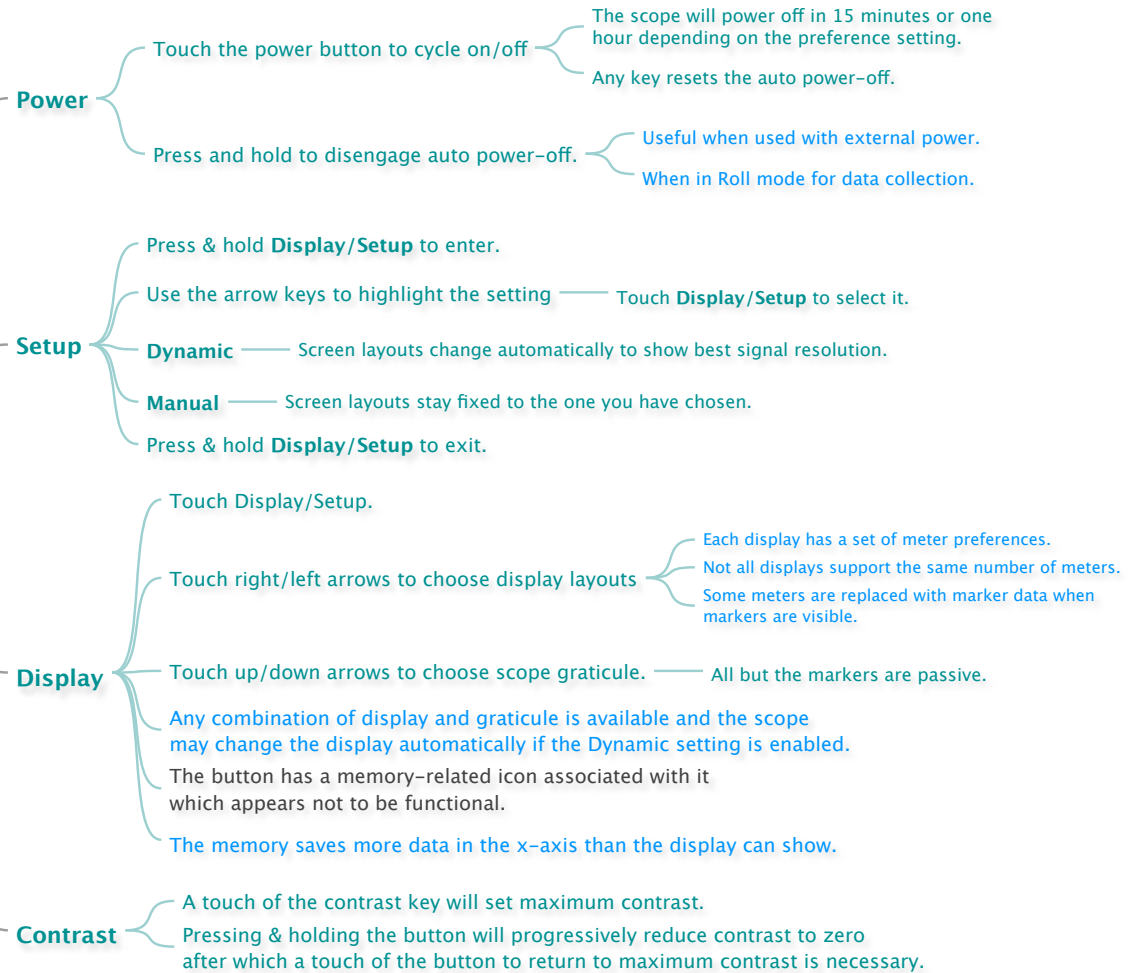 Power
Touch the power button to cycle on/off
The scope will power off in 15 minutes or one
hour depending on the preference setting.
Any key resets the auto power-off.
Press and hold to disengage auto power-off.
Useful when used with external power.
When in Roll mode for data collection.
Setup
Press & hold Display/Setup to enter.
Use the arrow keys to highlight the setting
Touch Display/Setup to select it.
Dynamic
Screen layouts change automatically to show best signal resolution.
Manual
Screen layouts stay fixed to the one you have chosen.
Press & hold Display/Setup to exit.
Display
Touch Display/Setup.
Touch right/left arrows to choose display layouts
Each display has a set of meter preferences.
Not all displays support the same number of meters.
Some meters are replaced with marker data when
markers are visible.
Touch up/down arrows to choose scope graticule.
All but the markers are passive.
Any combination of display and graticule is available and the scope
may change the display automatically if the Dynamic setting is enabled.
The button has a memory-related icon associated with it
which appears not to be functional.
The memory saves more data in the x-axis than the display can show.
Contrast
A touch of the contrast key will set maximum contrast.
Pressing & holding the button will progressively reduce contrast to zero
after which a touch of the button to return to maximum contrast is necessary.